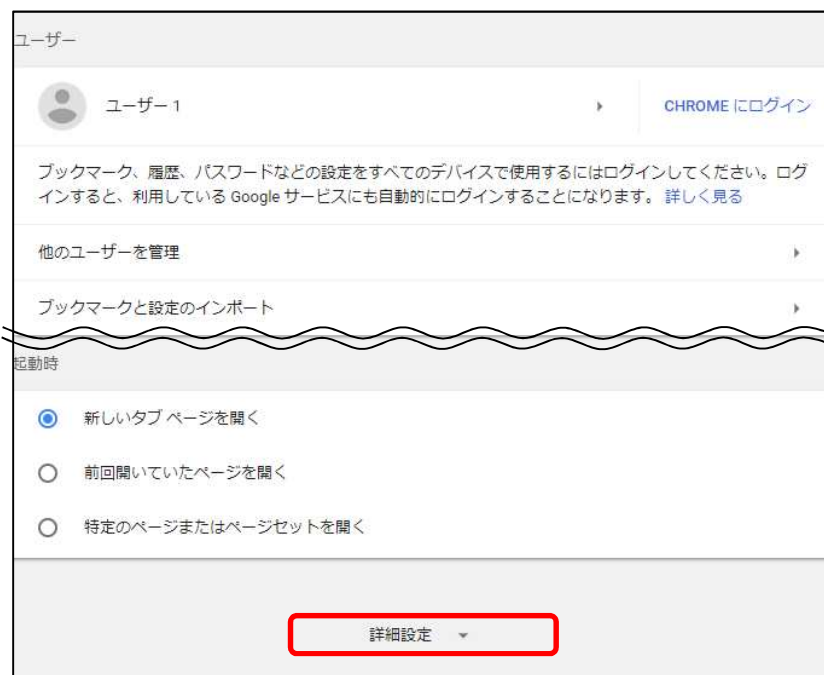 ユーザー
ユーザー 1
CHROME にログイン
ブックマーク、履歴、パスワードなどの設定をすべてのデバイスで使用するにはログインしてください。ログ
インすると、利用している Google サービスにも自動的にログインすることになります。 詳しく見る
他のユーザーを管理
ブックマークと設定のインポート
起動時
新しいタブ ページを開く
前回開いていたページを開く
特定のページまたはページセットを開く
詳細設定